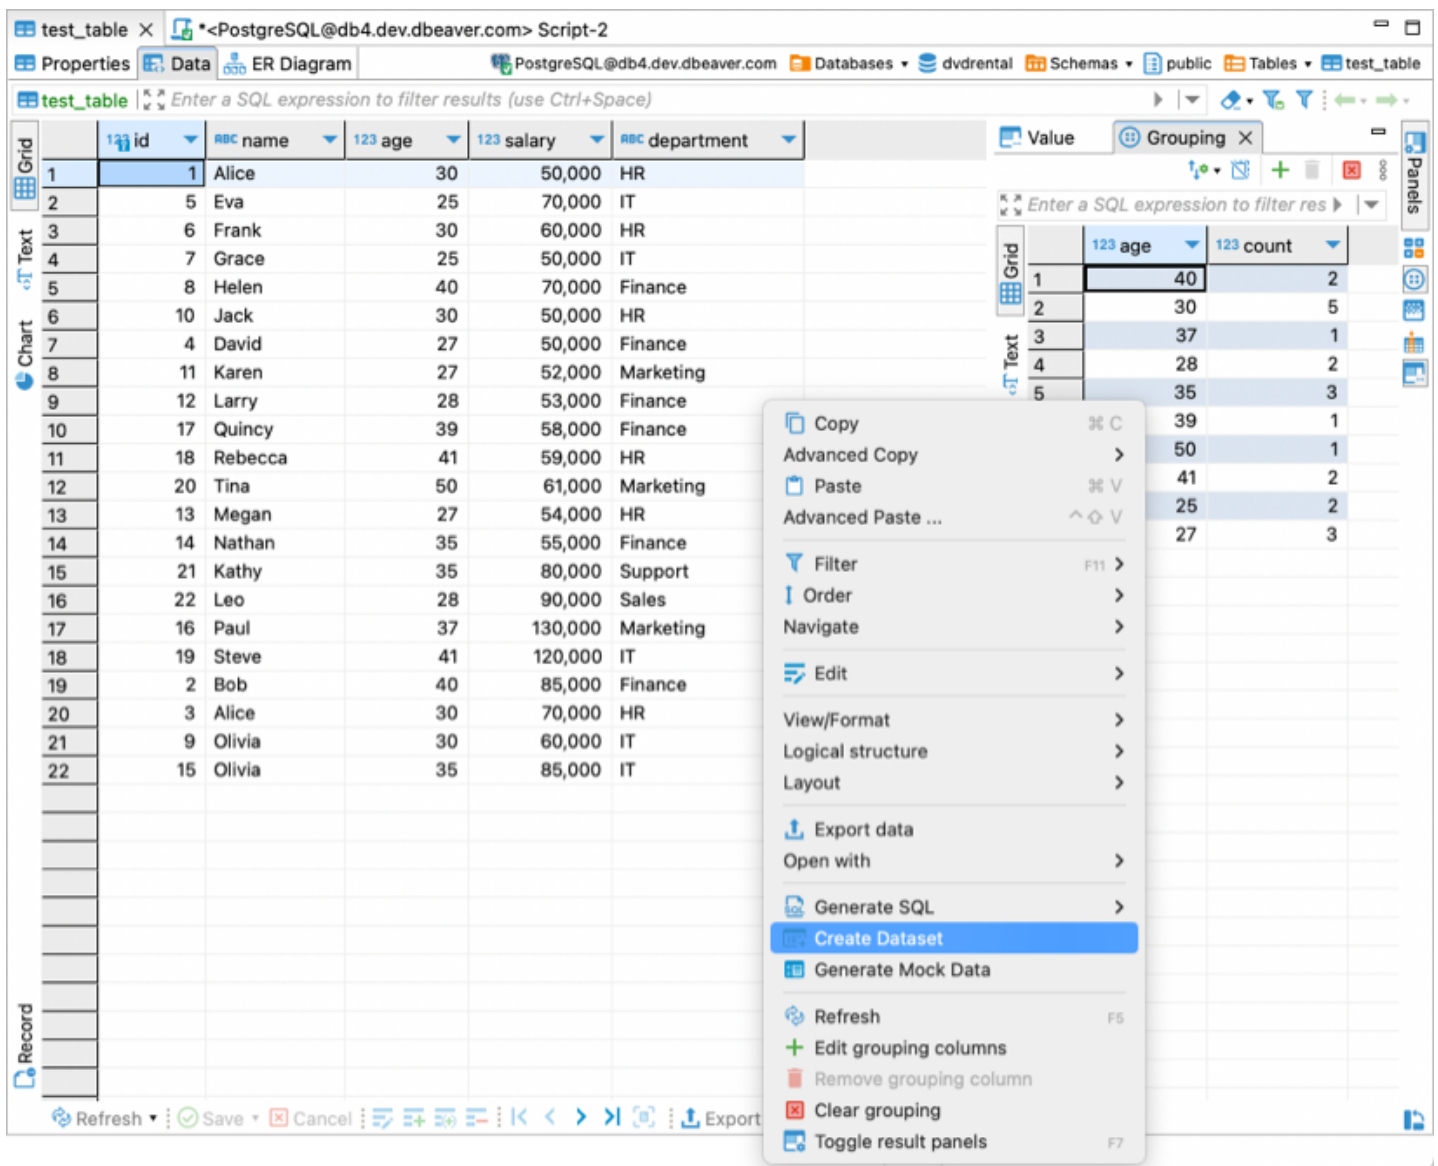 test_table *<PostgreSQL@db4.dev.dbeaver.com> Script-2
Properties Data ER Diagram PostgreSQL@db4.dev.dbeaver.com Databases dvdrental Schemas public Tables test_table
test_table Enter a SQL expression to filter results (use Ctrl+Space)
Grid
Text
Chart
Record
123 id ABC name 123 age 123 salary ABC department
1 1 Alice 30 50,000 HR
2 5 Eva 25 70,000 IT
3 6 Frank 30 60,000 HR
4 7 Grace 25 50,000 IT
5 8 Helen 40 70,000 Finance
6 10 Jack 30 50,000 HR
7 4 David 27 50,000 Finance
8 11 Karen 27 52,000 Marketing
9 12 Larry 28 53,000 Finance
10 17 Quincy 39 58,000 Finance
11 18 Rebecca 41 59,000 HR
12 20 Tina 50 61,000 Marketing
13 13 Megan 27 54,000 HR
14 14 Nathan 35 55,000 Finance
15 21 Kathy 35 80,000 Support
16 22 Leo 28 90,000 Sales
17 16 Paul 37 130,000 Marketing
18 19 Steve 41 120,000 IT
19 2 Bob 40 85,000 Finance
20 3 Alice 30 70,000 HR
21 9 Olivia 30 60,000 IT
22 15 Olivia 35 85,000 IT
Refresh Save Cancel Export
Value Grouping
Panels
Enter a SQL expression to filter res
Grid
Text
123 age 123 count
1 40 2
2 30 5
3 37 1
4 28 2
5 35 3
39 1
50 1
41 2
25 2
27 3
Copy ⌘ C
Advanced Copy
Paste ⌘ V
Advanced Paste ... ^⇧ V
Filter F11
Order
Navigate
Edit
View/Format
Logical structure
Layout
Export data
Open with
Generate SQL
Create Dataset
Generate Mock Data
Refresh F5
Edit grouping columns
Remove grouping column
Clear grouping
Toggle result panels F7